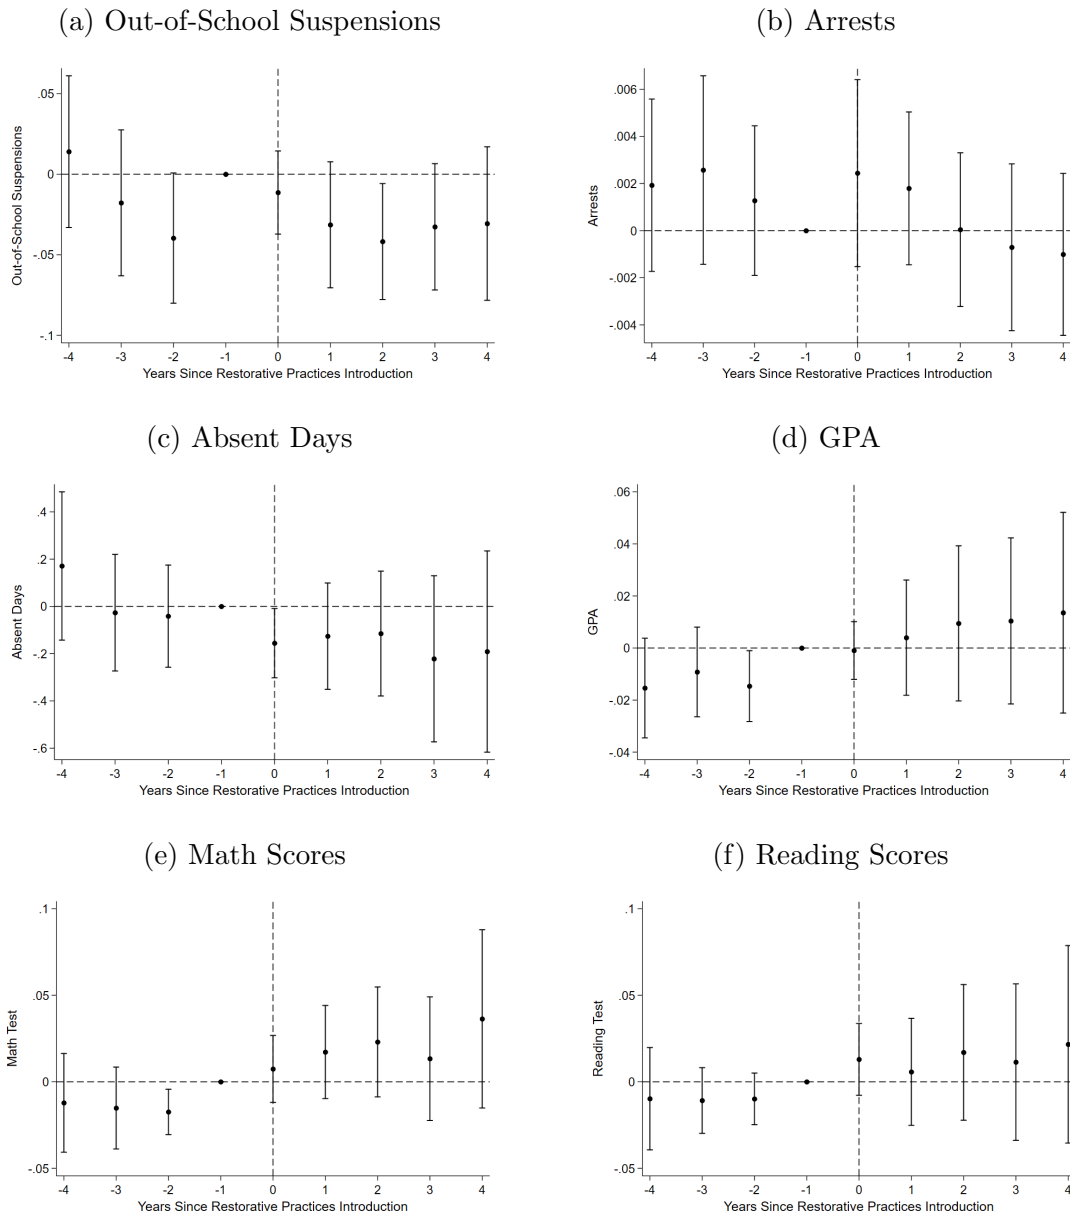 (a) Out-of-School Suspensions
.05
0
-.05
-.1
Out-of-School Suspensions
-4 -3 -2 -1 0 1 2 3 4
Years Since Restorative Practices Introduction
(b) Arrests
.006
.004
.002
0
-.002
-.004
Arrests
-4 -3 -2 -1 0 1 2 3 4
Years Since Restorative Practices Introduction
(c) Absent Days
.4
.2
0
-.2
-.4
-.6
Absent Days
-4 -3 -2 -1 0 1 2 3 4
Years Since Restorative Practices Introduction
(d) GPA
.06
.04
.02
0
-.02
-.04
GPA
-4 -3 -2 -1 0 1 2 3 4
Years Since Restorative Practices Introduction
(e) Math Scores
.1
.05
0
-.05
Math Test
-4 -3 -2 -1 0 1 2 3 4
Years Since Restorative Practices Introduction
(f) Reading Scores
.1
.05
0
-.05
Reading Test
-4 -3 -2 -1 0 1 2 3 4
Years Since Restorative Practices Introduction